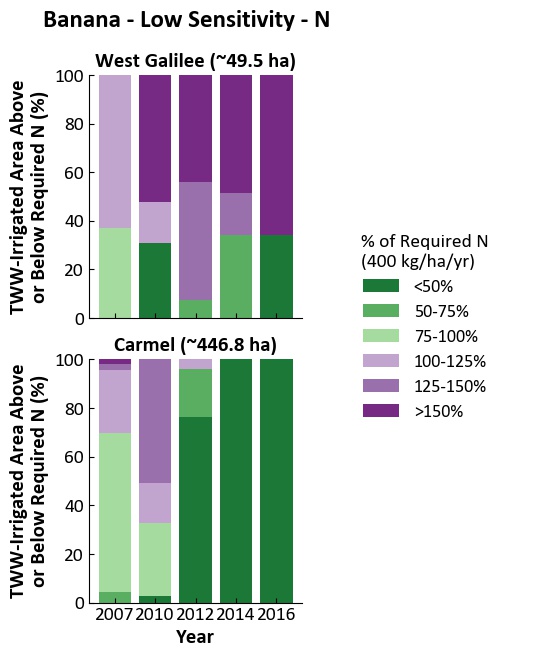 Banana - Low Sensitivity - N
West Galilee (~49.5 ha)
TWW-Irrigated Area Above
or Below Required N (%)
100
80
60
40
20
0
% of Required N
(400 kg/ha/yr)
<50%
50-75%
75-100%
100-125%
125-150%
>150%
Carmel (~446.8 ha)
TWW-Irrigated Area Above
or Below Required N (%)
100
80
60
40
20
0
2007 2010 2012 2014 2016
Year